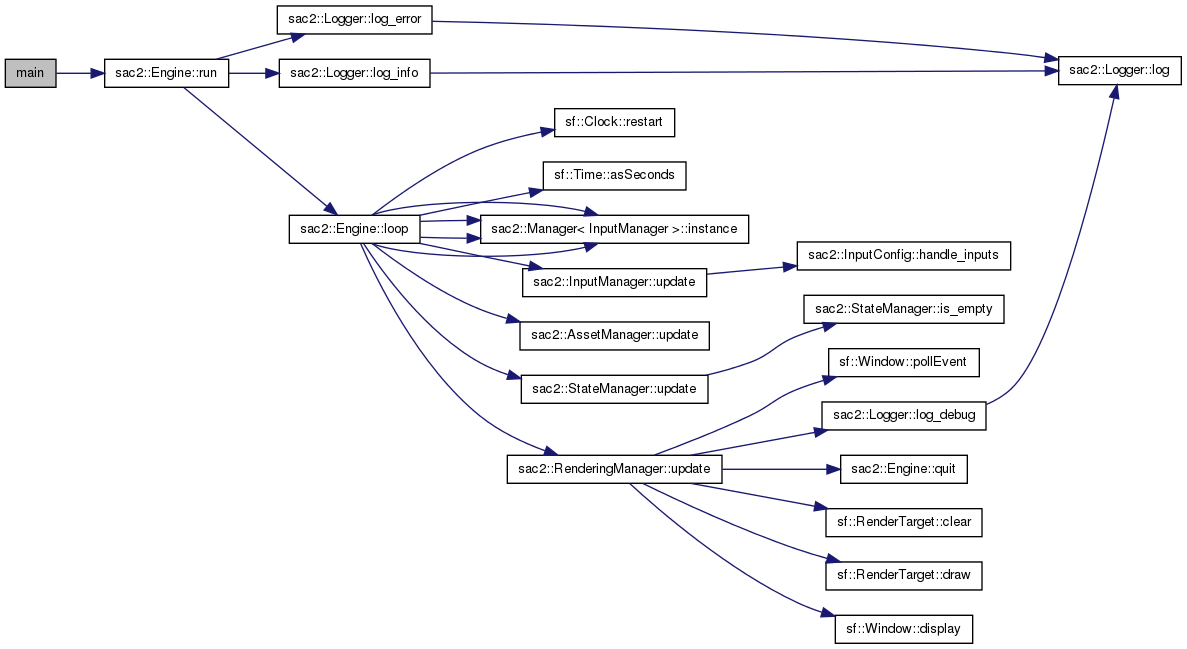 main
sac2::Engine::run
sac2::Logger::log_error
sac2::Logger::log_info
sac2::Logger::log
sac2::Engine::loop
sf::Clock::restart
sf::Time::asSeconds
sac2::Manager< InputManager >::instance
sac2::InputManager::update
sac2::InputConfig::handle_inputs
sac2::AssetManager::update
sac2::StateManager::update
sac2::StateManager::is_empty
sac2::RenderingManager::update
sf::Window::pollEvent
sac2::Logger::log_debug
sac2::Engine::quit
sf::RenderTarget::clear
sf::RenderTarget::draw
sf::Window::display